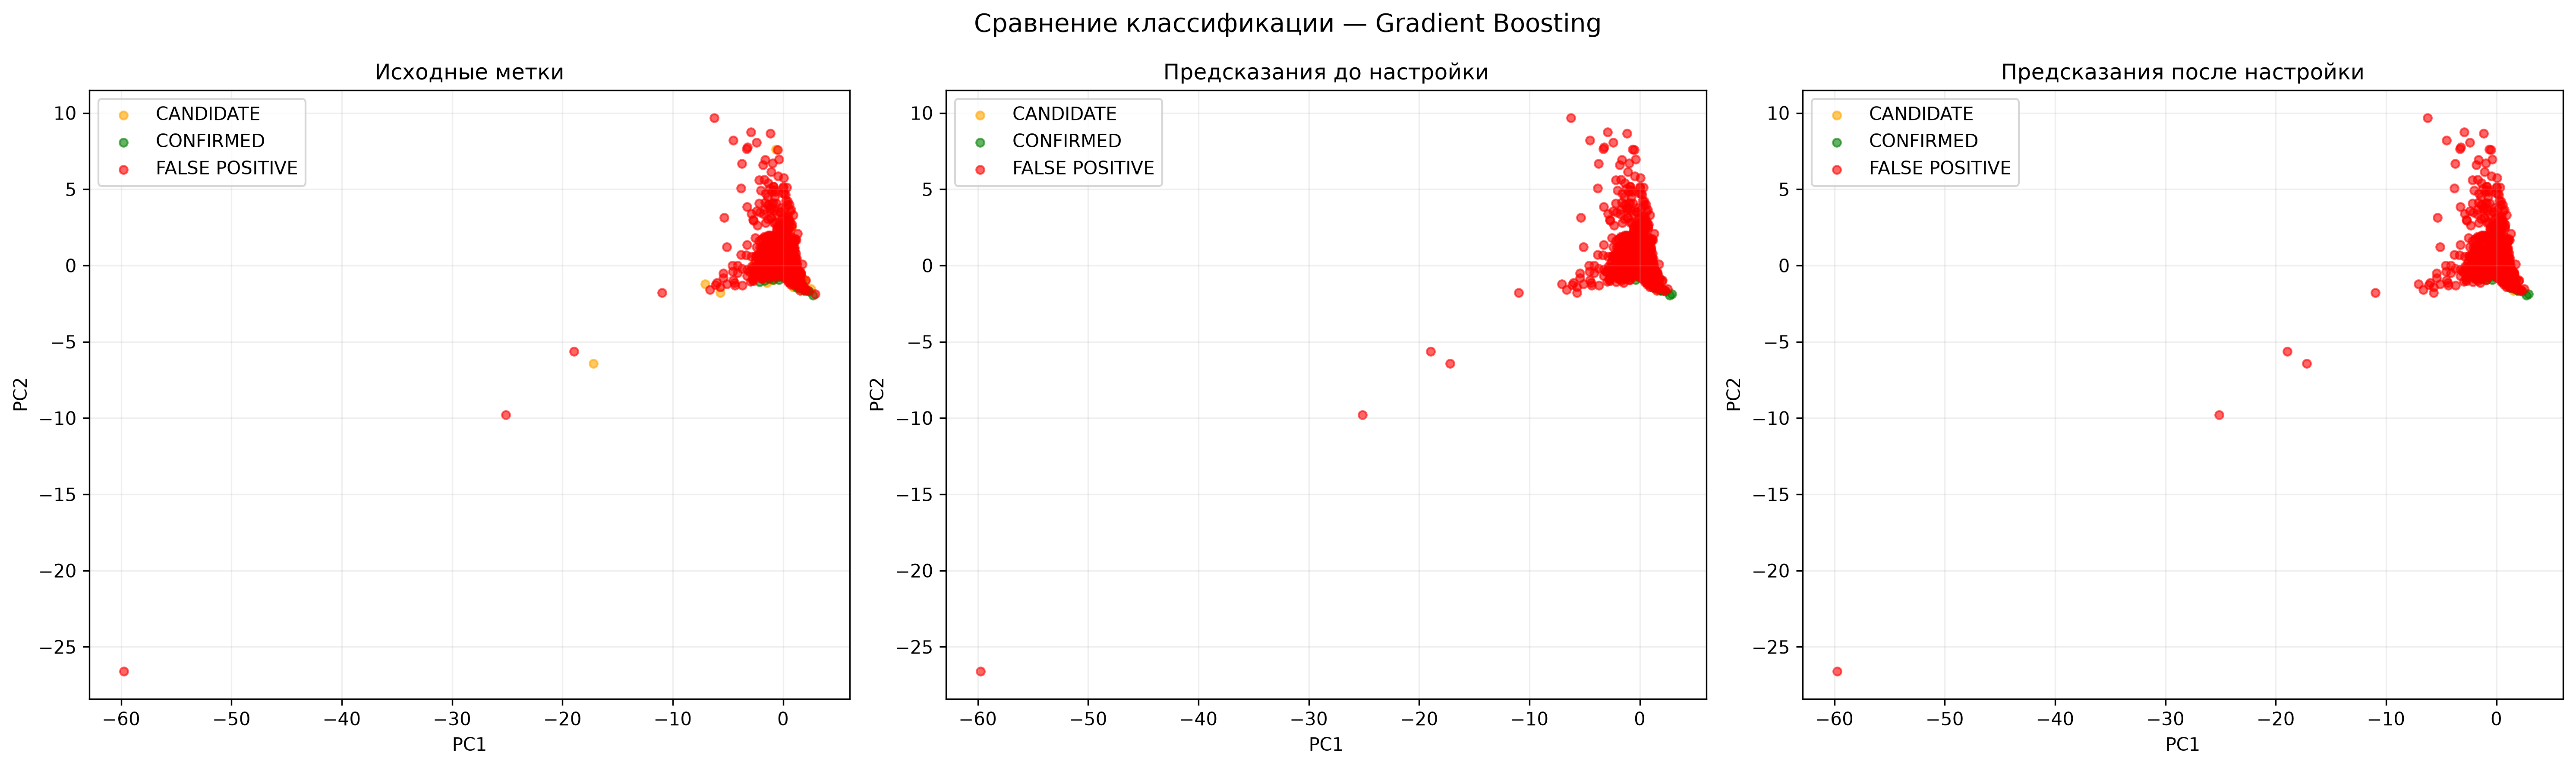 Сравнение классификации — Gradient Boosting
Исходные метки
CANDIDATE
CONFIRMED
FALSE POSITIVE
10
5
0
−5
−10
−15
−20
−25
PC2
−60
−50
−40
−30
−20
−10
0
PC1
Предсказания до настройки
CANDIDATE
CONFIRMED
FALSE POSITIVE
10
5
0
−5
−10
−15
−20
−25
PC2
−60
−50
−40
−30
−20
−10
0
PC1
Предсказания после настройки
CANDIDATE
CONFIRMED
FALSE POSITIVE
10
5
0
−5
−10
−15
−20
−25
PC2
−60
−50
−40
−30
−20
−10
0
PC1